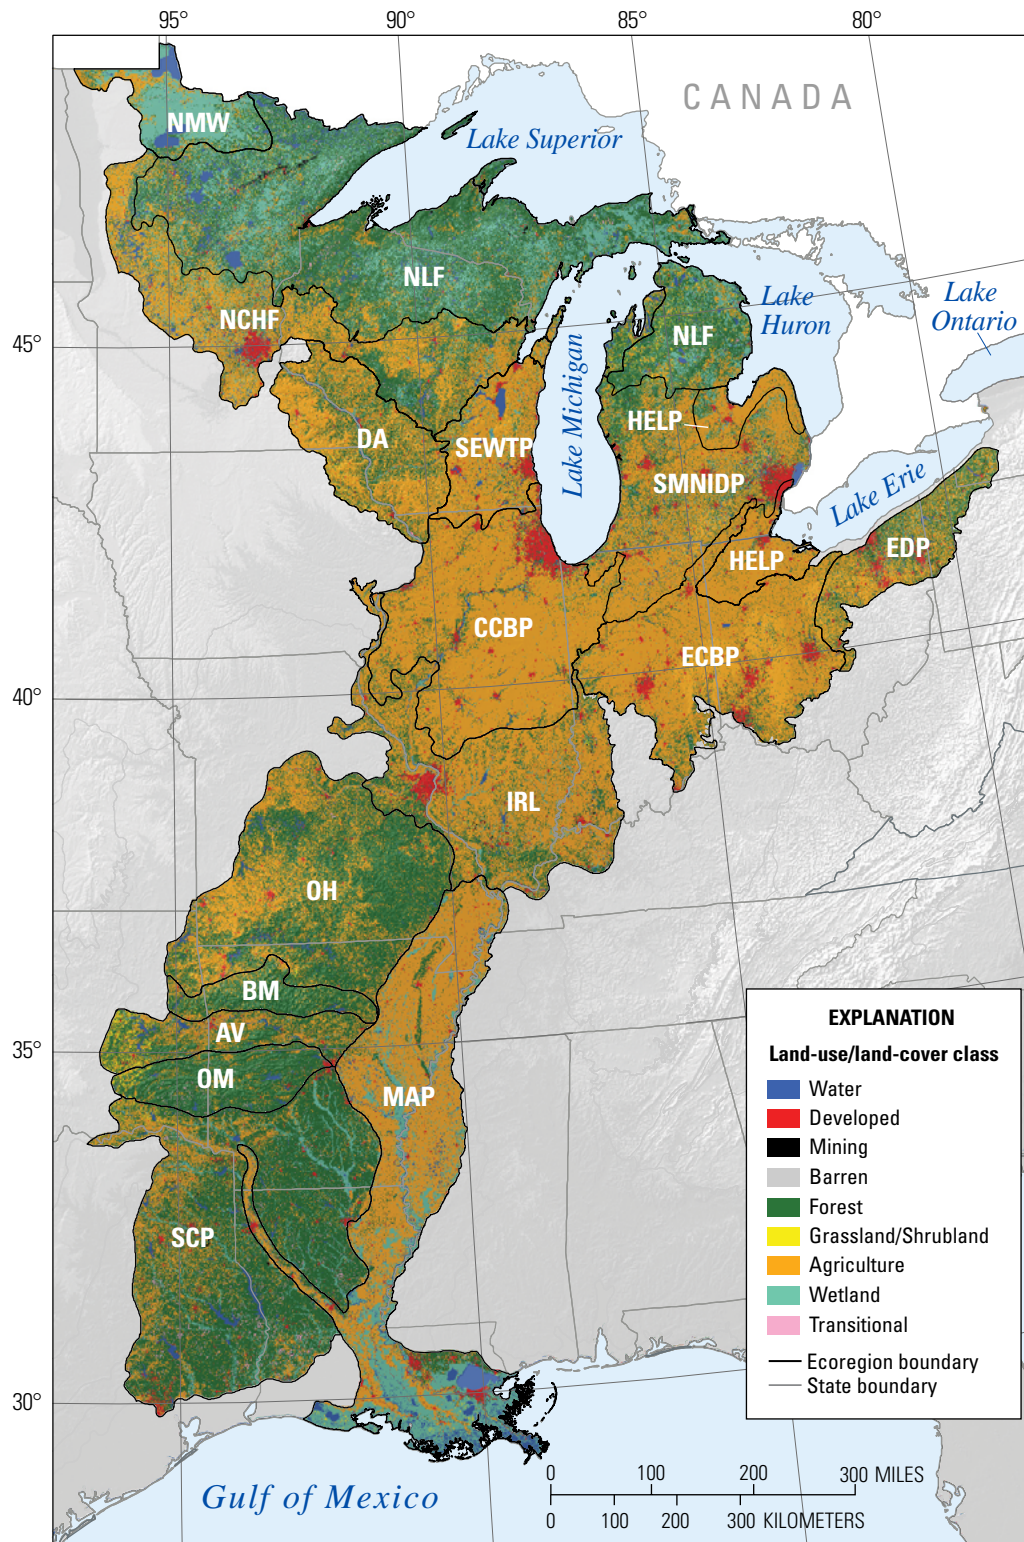 95°
90°
85°
80°
CANADA
NMW
Lake Superior
NLF
Lake
Huron
Lake
Ontario
NCHF
NLF
45°
Lake Michigan
HELP
DA
SEWTP
SMNIDP
Lake Erie
HELP
EDP
CCBP
ECBP
40°
IRL
OH
BM
AV
35°
OM
MAP
SCP
30°
Gulf of Mexico
EXPLANATION
Land-use/land-cover class
Water
Developed
Mining
Barren
Forest
Grassland/Shrubland
Agriculture
Wetland
Transitional
Ecoregion boundary
State boundary
0 100 200 300 MILES
0 100 200 300 KILOMETERS